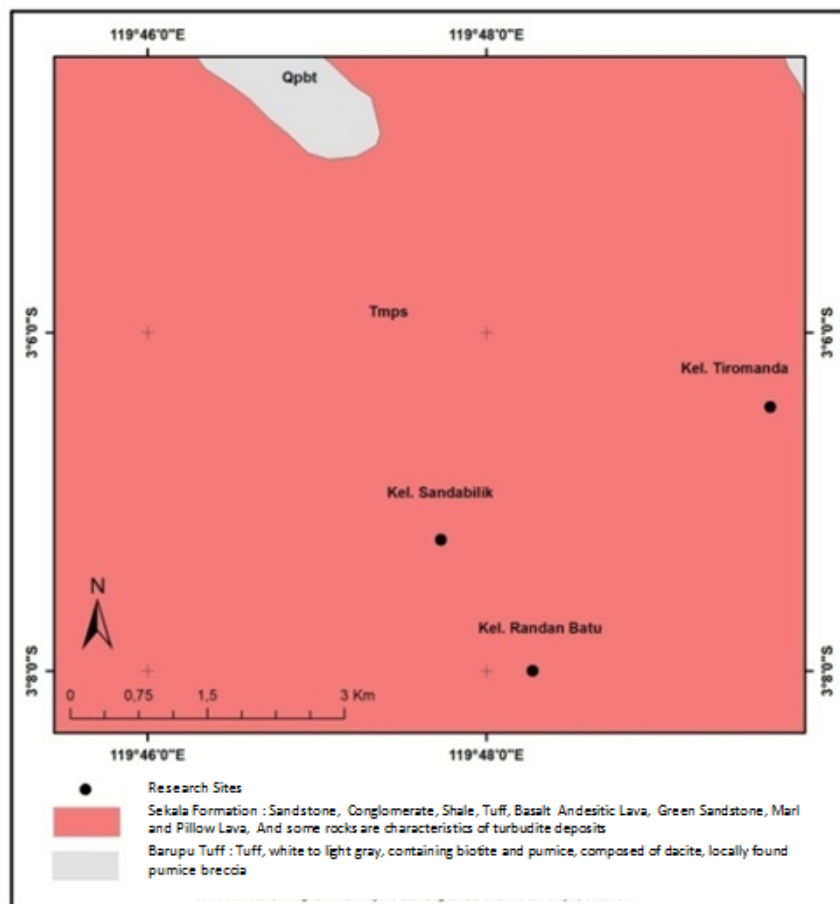 119°46'0"E 119°48'0"E
Qpbt
3°6'0"S Tmps 3°6'0"S
Kel. Tiromanda
Kel. Sandabilik
N
Kel. Randan Batu
3°8'0"S 3°8'0"S
0 0,75 1,5 3 Km
119°46'0"E 119°48'0"E
Research Sites
Sekala Formation : Sandstone, Conglomerate, Shale, Tuff, Basalt Andesitic Lava, Green Sandstone, Marl
and Pillow Lava, And some rocks are characteristics of turbudite deposits
Barupu Tuff : Tuff, white to light gray, containing biotite and pumice, composed of dacite, locally found
pumice breccia